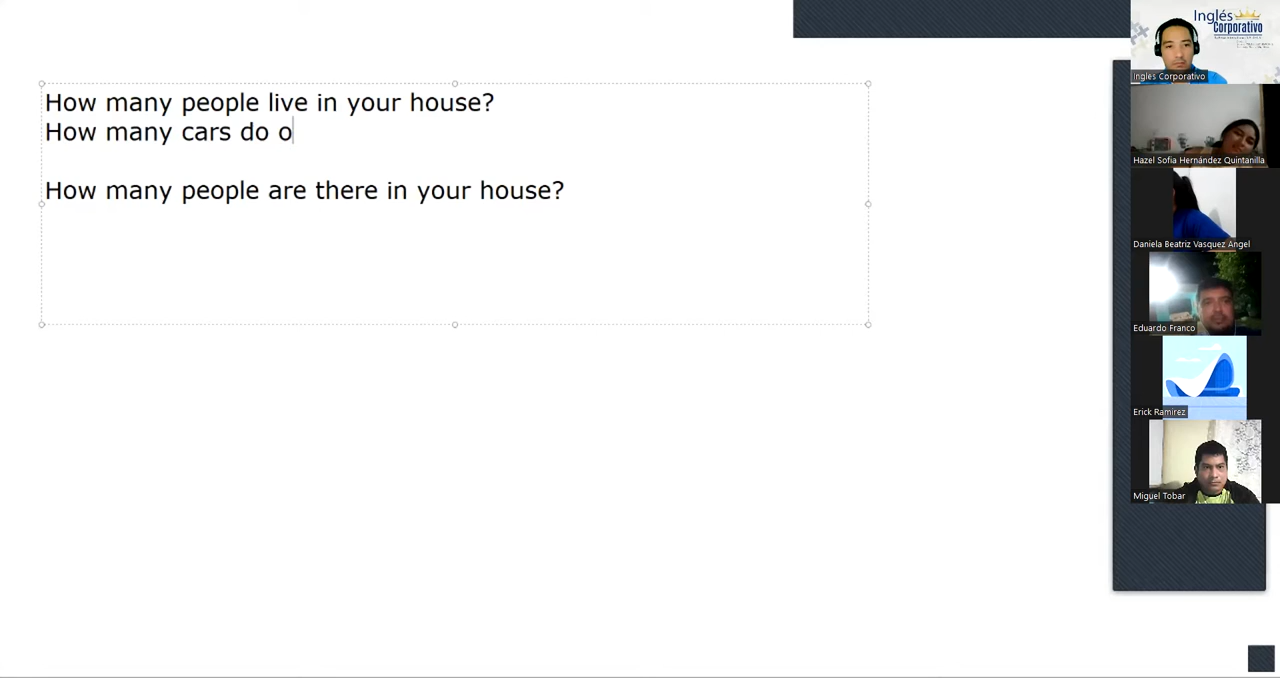 How many people live in your house?
How many cars do o
How many people are there in your house?
Inglés
Corporativo
Ingles Corporativo
Hazel Sofia Hernández Quintanilla
Daniela Beatriz Vasquez Angel
Eduardo Franco
Erick Ramirez
Miguel Tobar